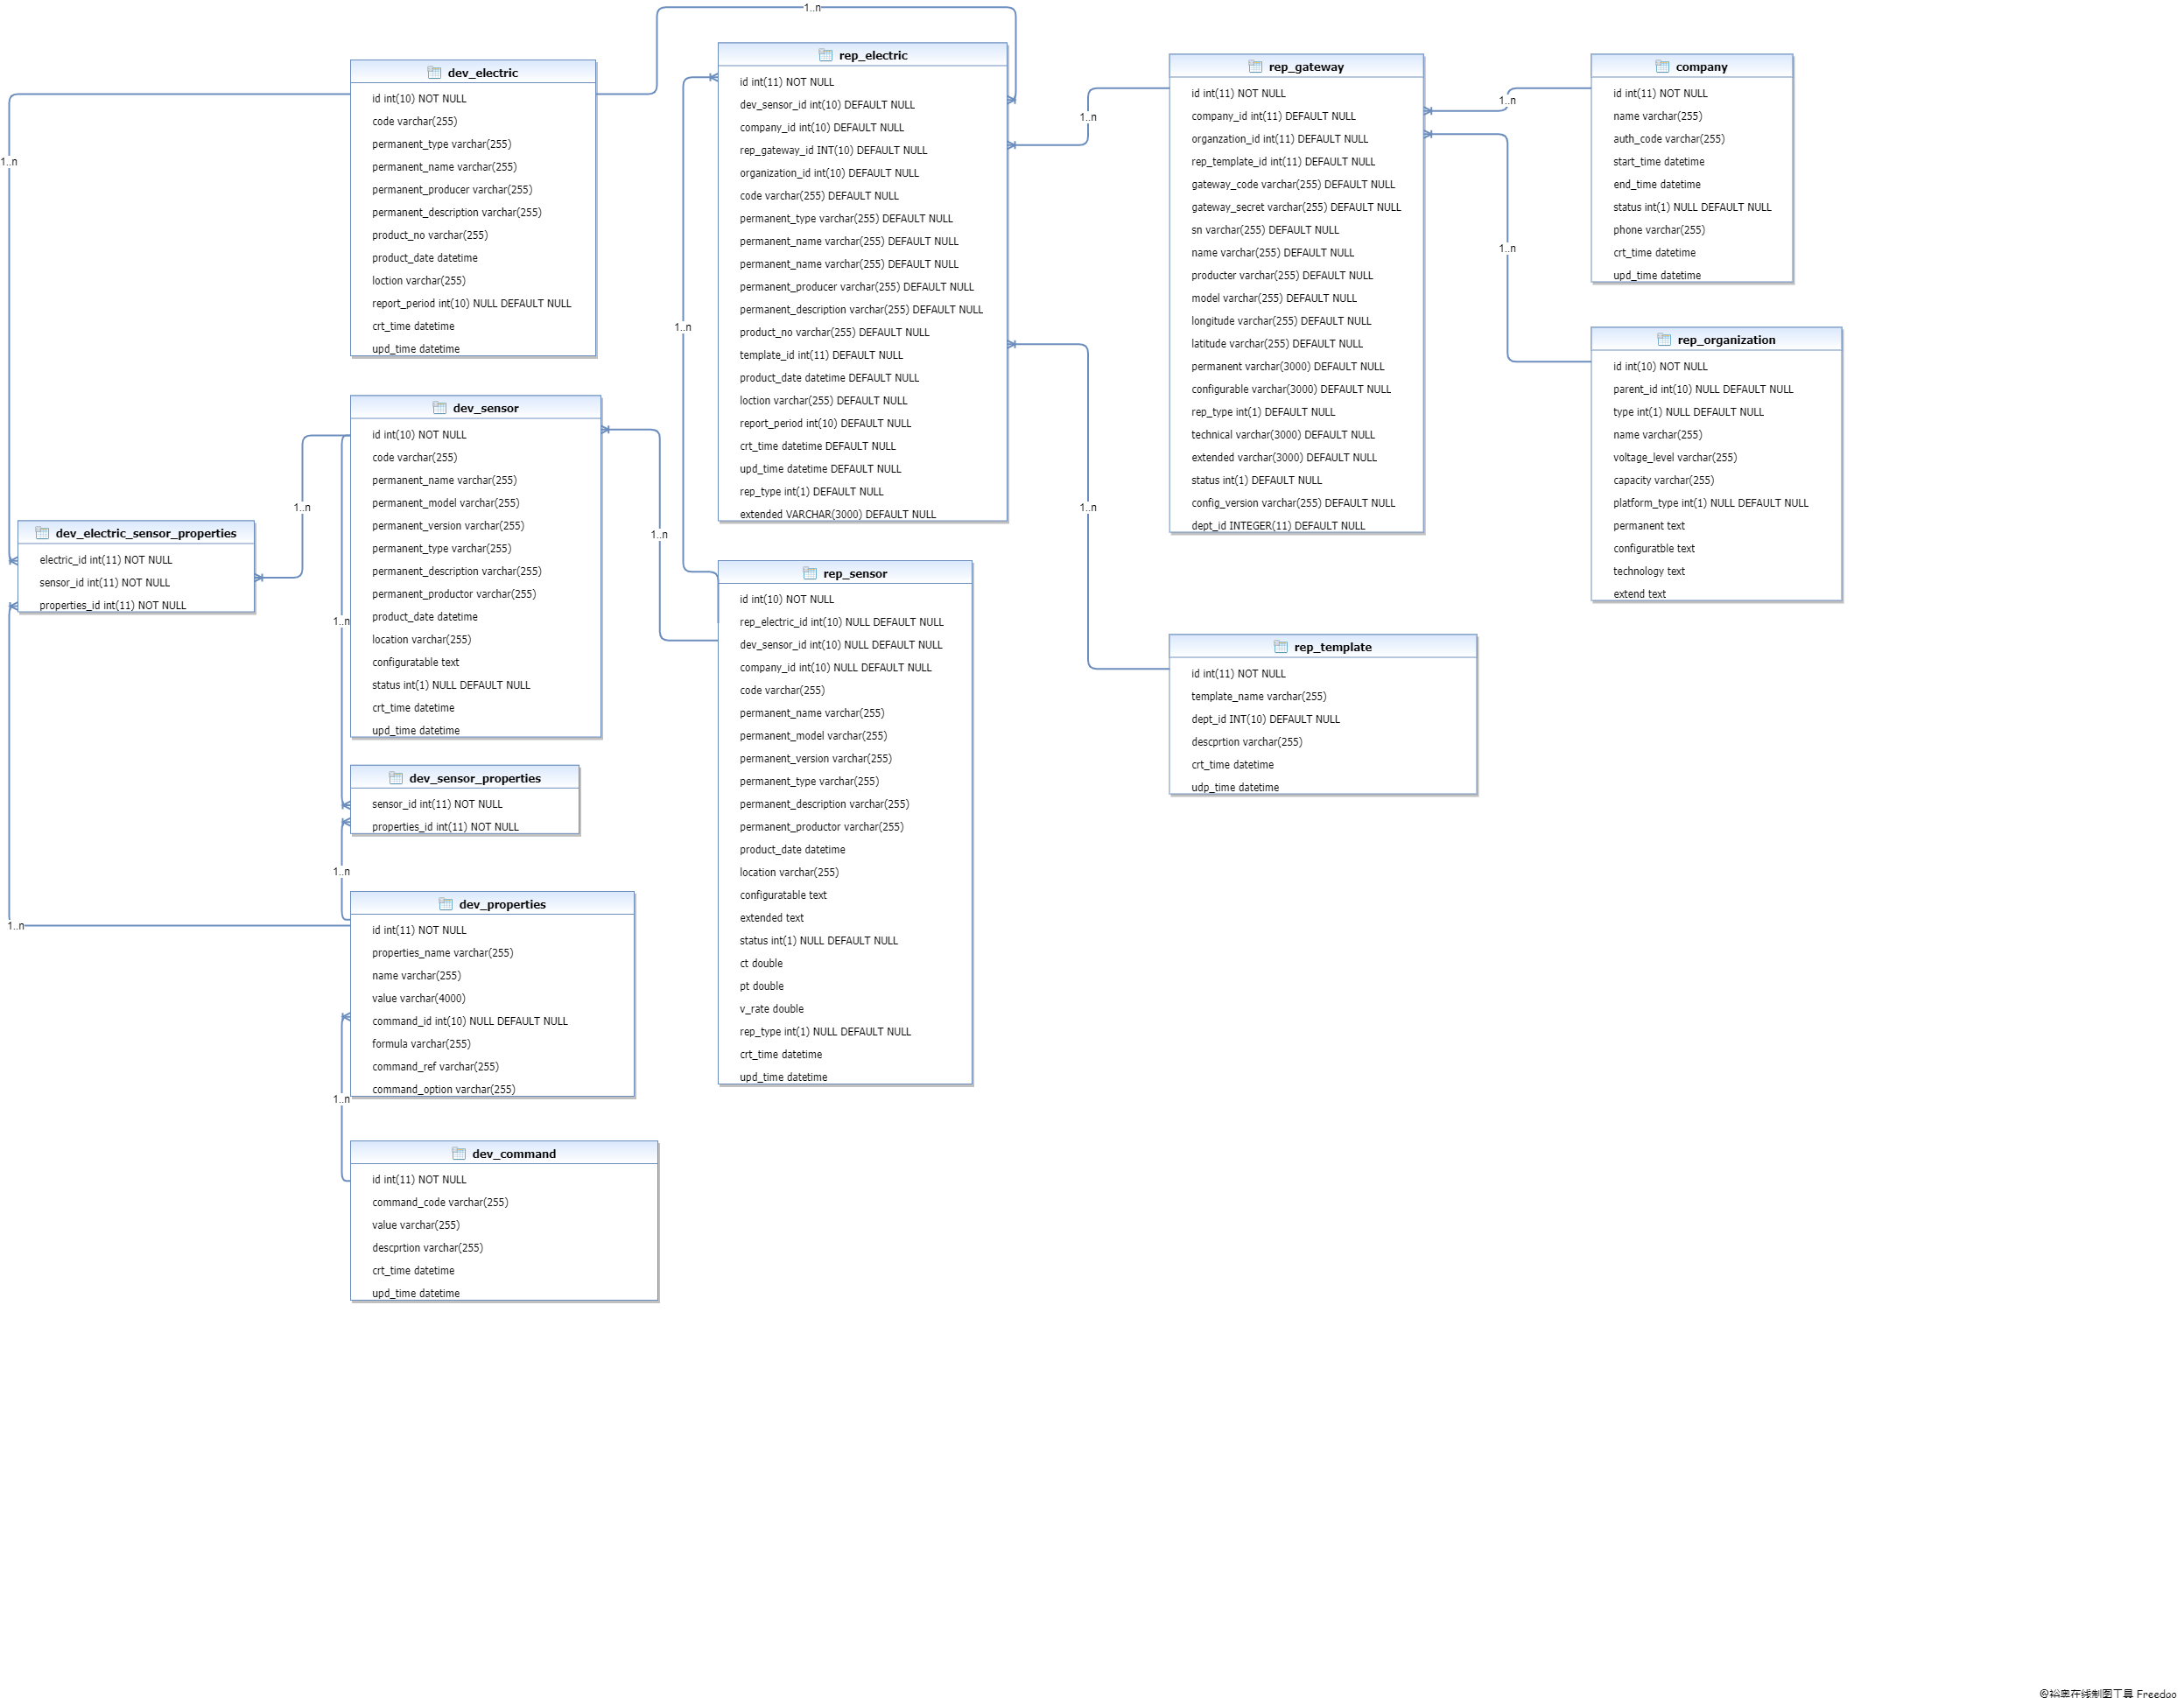 1..n
dev_electric
id int(10) NOT NULL
code varchar(255)
permanent_type varchar(255)
permanent_name varchar(255)
permanent_producer varchar(255)
permanent_description varchar(255)
product_no varchar(255)
product_date datetime
loction varchar(255)
report_period int(10) NULL DEFAULT NULL
crt_time datetime
upd_time datetime
1..n
dev_electric_sensor_properties
electric_id int(11) NOT NULL
sensor_id int(11) NOT NULL
properties_id int(11) NOT NULL
1..n
dev_sensor
id int(10) NOT NULL
code varchar(255)
permanent_name varchar(255)
permanent_model varchar(255)
permanent_version varchar(255)
permanent_type varchar(255)
permanent_description varchar(255)
permanent_productor varchar(255)
product_date datetime
location varchar(255)
configuratable text
status int(1) NULL DEFAULT NULL
crt_time datetime
upd_time datetime
1..n
dev_sensor_properties
sensor_id int(11) NOT NULL
properties_id int(11) NOT NULL
1..n
1..n
dev_properties
id int(11) NOT NULL
properties_name varchar(255)
name varchar(255)
value varchar(4000)
command_id int(10) NULL DEFAULT NULL
formula varchar(255)
command_ref varchar(255)
command_option varchar(255)
1..n
dev_command
id int(11) NOT NULL
command_code varchar(255)
value varchar(255)
descprtion varchar(255)
crt_time datetime
upd_time datetime
rep_electric
id int(11) NOT NULL
dev_sensor_id int(10) DEFAULT NULL
company_id int(10) DEFAULT NULL
rep_gateway_id INT(10) DEFAULT NULL
organization_id int(10) DEFAULT NULL
code varchar(255) DEFAULT NULL
permanent_type varchar(255) DEFAULT NULL
permanent_name varchar(255) DEFAULT NULL
permanent_name varchar(255) DEFAULT NULL
permanent_producer varchar(255) DEFAULT NULL
permanent_description varchar(255) DEFAULT NULL
product_no varchar(255) DEFAULT NULL
template_id int(11) DEFAULT NULL
product_date datetime DEFAULT NULL
loction varchar(255) DEFAULT NULL
report_period int(10) DEFAULT NULL
crt_time datetime DEFAULT NULL
upd_time datetime DEFAULT NULL
rep_type int(1) DEFAULT NULL
extended VARCHAR(3000) DEFAULT NULL
1..n
1..n
rep_sensor
id int(10) NOT NULL
rep_electric_id int(10) NULL DEFAULT NULL
dev_sensor_id int(10) NULL DEFAULT NULL
company_id int(10) NULL DEFAULT NULL
code varchar(255)
permanent_name varchar(255)
permanent_model varchar(255)
permanent_version varchar(255)
permanent_type varchar(255)
permanent_description varchar(255)
permanent_productor varchar(255)
product_date datetime
location varchar(255)
configuratable text
extended text
status int(1) NULL DEFAULT NULL
ct double
pt double
v_rate double
rep_type int(1) NULL DEFAULT NULL
crt_time datetime
upd_time datetime
1..n
1..n
rep_gateway
id int(11) NOT NULL
company_id int(11) DEFAULT NULL
organzation_id int(11) DEFAULT NULL
rep_template_id int(11) DEFAULT NULL
gateway_code varchar(255) DEFAULT NULL
gateway_secret varchar(255) DEFAULT NULL
sn varchar(255) DEFAULT NULL
name varchar(255) DEFAULT NULL
producter varchar(255) DEFAULT NULL
model varchar(255) DEFAULT NULL
longitude varchar(255) DEFAULT NULL
latitude varchar(255) DEFAULT NULL
permanent varchar(3000) DEFAULT NULL
configurable varchar(3000) DEFAULT NULL
rep_type int(1) DEFAULT NULL
technical varchar(3000) DEFAULT NULL
extended varchar(3000) DEFAULT NULL
status int(1) DEFAULT NULL
config_version varchar(255) DEFAULT NULL
dept_id INTEGER(11) DEFAULT NULL
rep_template
id int(11) NOT NULL
template_name varchar(255)
dept_id INT(10) DEFAULT NULL
descprtion varchar(255)
crt_time datetime
udp_time datetime
1..n
1..n
company
id int(11) NOT NULL
name varchar(255)
auth_code varchar(255)
start_time datetime
end_time datetime
status int(1) NULL DEFAULT NULL
phone varchar(255)
crt_time datetime
upd_time datetime
rep_organization
id int(10) NOT NULL
parent_id int(10) NULL DEFAULT NULL
type int(1) NULL DEFAULT NULL
name varchar(255)
voltage_level varchar(255)
capacity varchar(255)
platform_type int(1) NULL DEFAULT NULL
permanent text
configuratble text
technology text
extend text
@裕奥在线制图工具 Freedgo